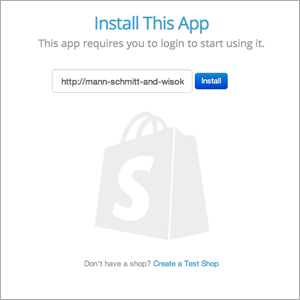 Install This App
This app requires you to login to start using it.
http://mann-schmitt-and-wisok Install
S
Don't have a shop? Create a Test Shop